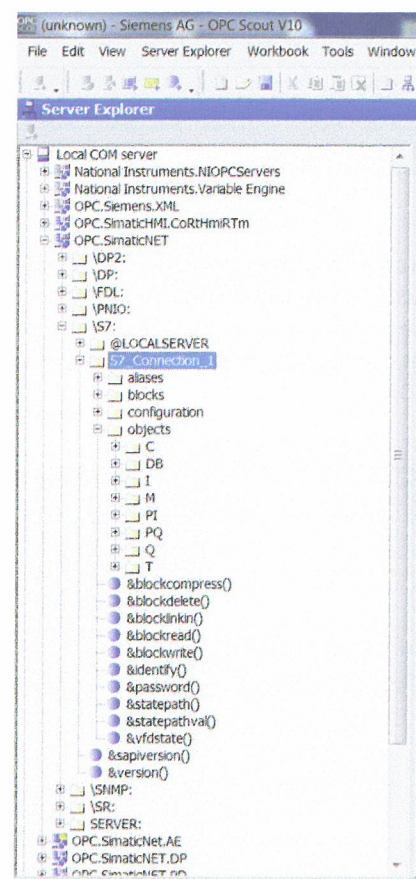 (unknown) - Siemens AG - OPC Scout V10
File Edit View Server Explorer Workbook Tools Window
Server Explorer
Local COM server
National Instruments.NIOPCServers
National Instruments.Variable Engine
OPC.Siemens.XML
OPC.SimaticHMI.CoRtHmiRTm
OPC.SimaticNET
\DP2:
\DP:
\FDL:
\PNIO:
\S7:
@LOCALSERVER
S7_Connection_1
aliases
blocks
configuration
objects
C
DB
I
M
PI
PQ
Q
T
&blockcompress()
&blockdelete()
&blocklinkin()
&blockread()
&blockwrite()
&identify()
&password()
&statepath()
&statepathval()
&vfdstate()
&sapiversion()
&version()
\SNMP:
\SR:
SERVER:
OPC.SimaticNet.AE
OPC.SimaticNET.DP
OPC.SimaticNET.PD